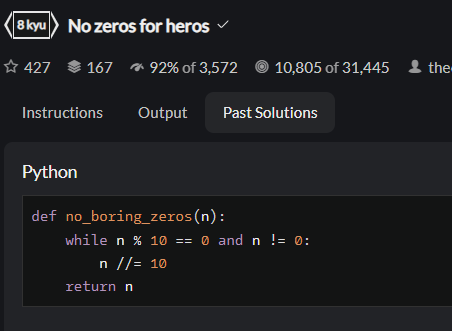 8 kyu No zeros for heros
427 167 92% of 3,572 10,805 of 31,445
Instructions Output Past Solutions
Python
def no_boring_zeros(n):
    while n % 10 == 0 and n != 0:
        n //= 10
    return n